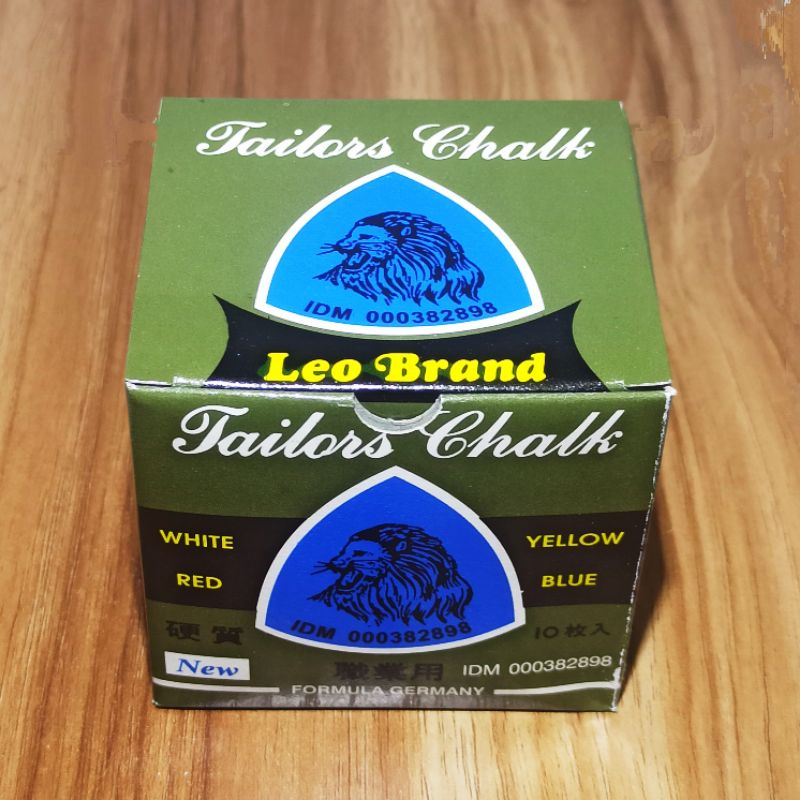 Tailors Chalk
IDM 000382898
Leo Brand
Tailors Chalk
WHITE
YELLOW
RED
BLUE
IDM 000382898
硬質
10枚入
New
職業用
IDM 000382898
FORMULA GERMANY